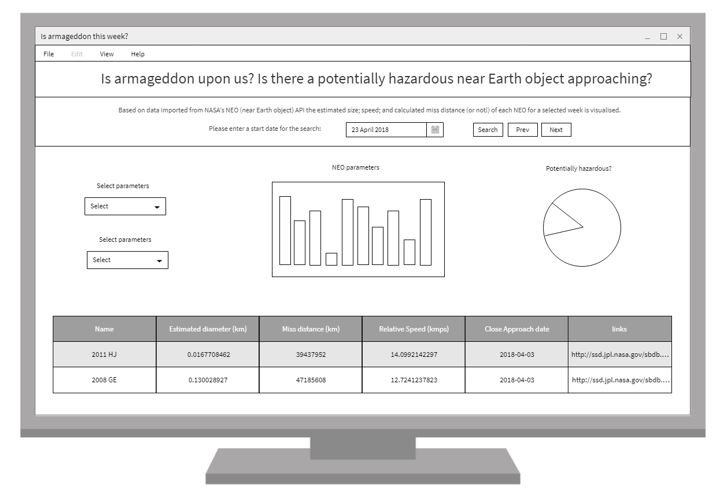 Is armageddon this week?
File Edit View Help
Is armageddon upon us? Is there a potentially hazardous near Earth object approaching?
Based on data imported from NASA's NEO (near Earth object) API the estimated size; speed; and calculated miss distance (or not!) of each NEO for a selected week is visualised.
Please enter a start date for the search: 23 April 2018 Search Prev Next
NEO parameters
Potentially hazardous?
Select parameters
Select
Select parameters
Select
Name Estimated diameter (km) Miss distance (km) Relative Speed (kmps) Close Approach date links
2011 HJ 0.0167708462 39437952 14.0992142297 2018-04-03 http://ssd.jpl.nasa.gov/sbdb....
2008 GE 0.130028927 47185608 12.7241237823 2018-04-03 http://ssd.jpl.nasa.gov/sbdb....